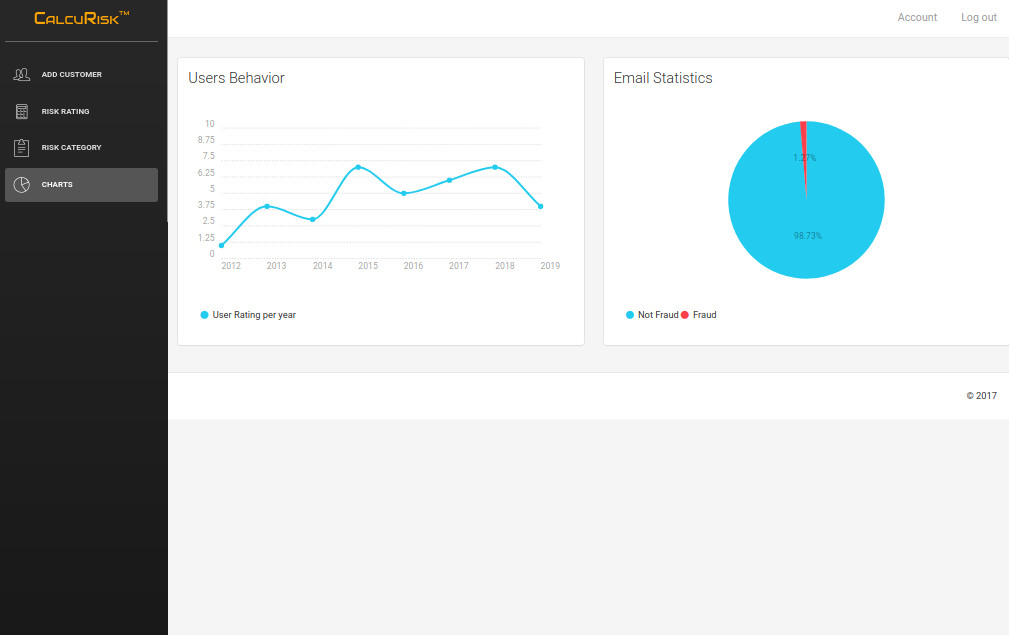 CalcuRisk™
Account Log out
ADD CUSTOMER
RISK RATING
RISK CATEGORY
CHARTS
Users Behavior
10
8.75
7.5
6.25
5
3.75
2.5
1.25
0
2012 2013 2014 2015 2016 2017 2018 2019
User Rating per year
Email Statistics
1.27%
98.73%
Not Fraud Fraud
© 2017